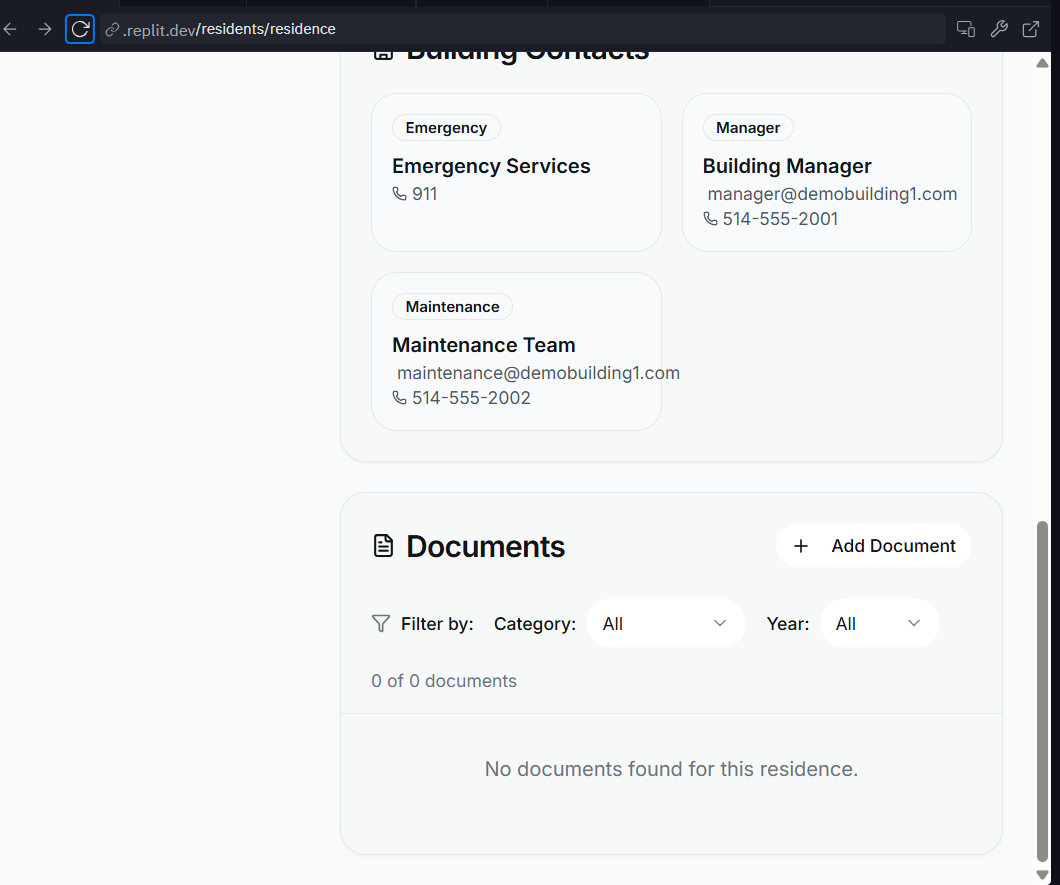 .replit.dev/residents/residence
Building Contacts
Emergency
Emergency Services
911
Manager
Building Manager
manager@demobuilding1.com
514-555-2001
Maintenance
Maintenance Team
maintenance@demobuilding1.com
514-555-2002
Documents
+ Add Document
Filter by: Category: All Year: All
0 of 0 documents
No documents found for this residence.